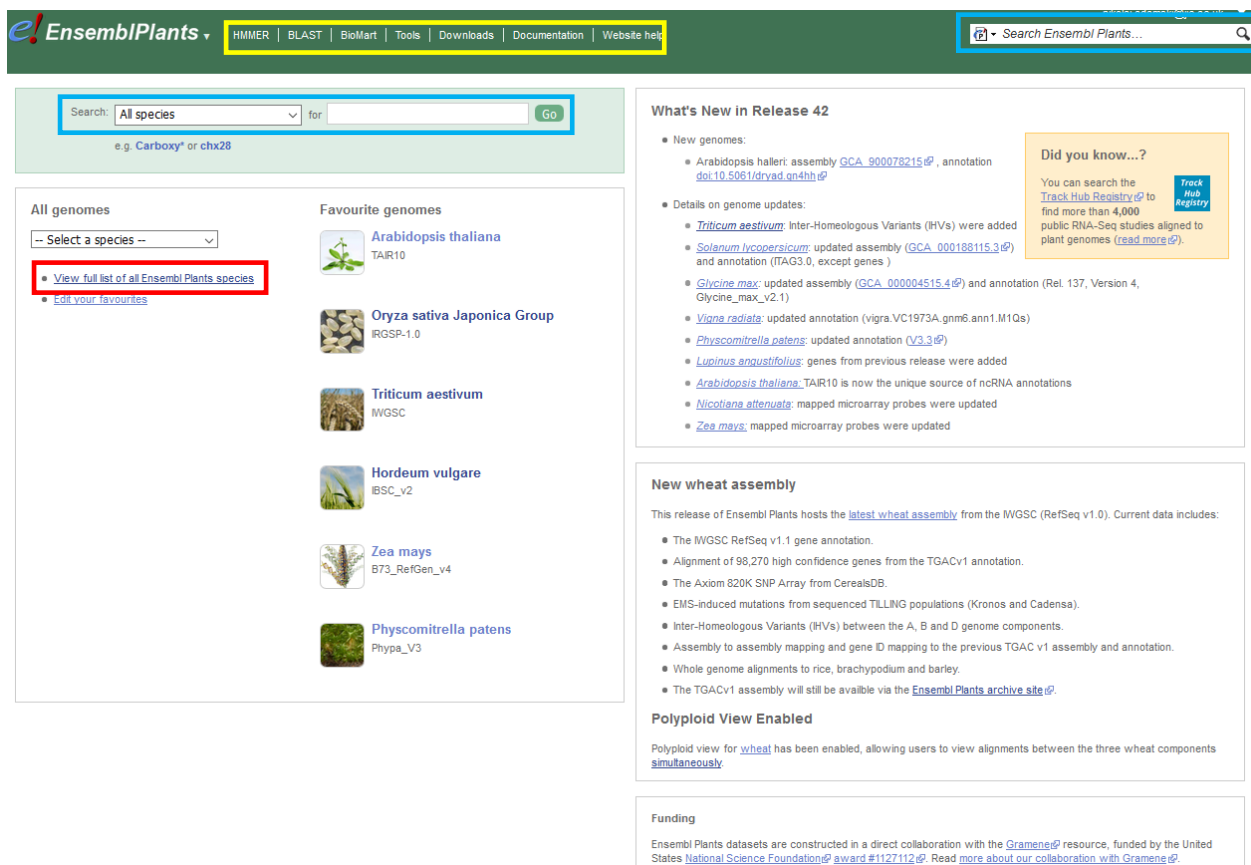 e! EnsemblPlants
HMMER | BLAST | BioMart | Tools | Downloads | Documentation | Website help
Search Ensembl Plants…
Search: All species for Go
e.g. Carboxy* or chx28
All genomes
-- Select a species --
View full list of all Ensembl Plants species
Edit your favourites
Favourite genomes
Arabidopsis thaliana
TAIR10
Oryza sativa Japonica Group
IRGSP-1.0
Triticum aestivum
IWGSC
Hordeum vulgare
IBSC_v2
Zea mays
B73_RefGen_v4
Physcomitrella patens
Phypa_V3
What's New in Release 42
New genomes:
Arabidopsis halleri: assembly GCA_900078215 , annotation
doi:10.5061/dryad.gn4hh
Details on genome updates:
Triticum aestivum: Inter-Homeologous Variants (IHVs) were added
Solanum lycopersicum: updated assembly (GCA_000188115.3)
and annotation (ITAG3.0, except genes )
Glycine max: updated assembly (GCA_000004515.4) and annotation (Rel. 137, Version 4,
Glycine_max_v2.1)
Vigna radiata: updated annotation (vigra.VC1973A.gnm6.ann1.M1Qs)
Physcomitrella patens: updated annotation (V3.3)
Lupinus angustifolius: genes from previous release were added
Arabidopsis thaliana: TAIR10 is now the unique source of ncRNA annotations
Nicotiana attenuata: mapped microarray probes were updated
Zea mays: mapped microarray probes were updated
Did you know...?
You can search the
Track Hub Registry to
find more than 4,000
public RNA-Seq studies aligned to
plant genomes (read more).
Track
Hub
Registry
New wheat assembly
This release of Ensembl Plants hosts the latest wheat assembly from the IWGSC (RefSeq v1.0). Current data includes:
The IWGSC RefSeq v1.1 gene annotation.
Alignment of 98,270 high confidence genes from the TGACv1 annotation.
The Axiom 820K SNP Array from CerealsDB.
EMS-induced mutations from sequenced TILLING populations (Kronos and Cadensa).
Inter-Homeologous Variants (IHVs) between the A, B and D genome components.
Assembly to assembly mapping and gene ID mapping to the previous TGAC v1 assembly and annotation.
Whole genome alignments to rice, brachypodium and barley.
The TGACv1 assembly will still be availble via the Ensembl Plants archive site.
Polyploid View Enabled
Polyploid view for wheat has been enabled, allowing users to view alignments between the three wheat components
simultaneously.
Funding
Ensembl Plants datasets are constructed in a direct collaboration with the Gramene resource, funded by the United
States National Science Foundation award #1127112. Read more about our collaboration with Gramene.